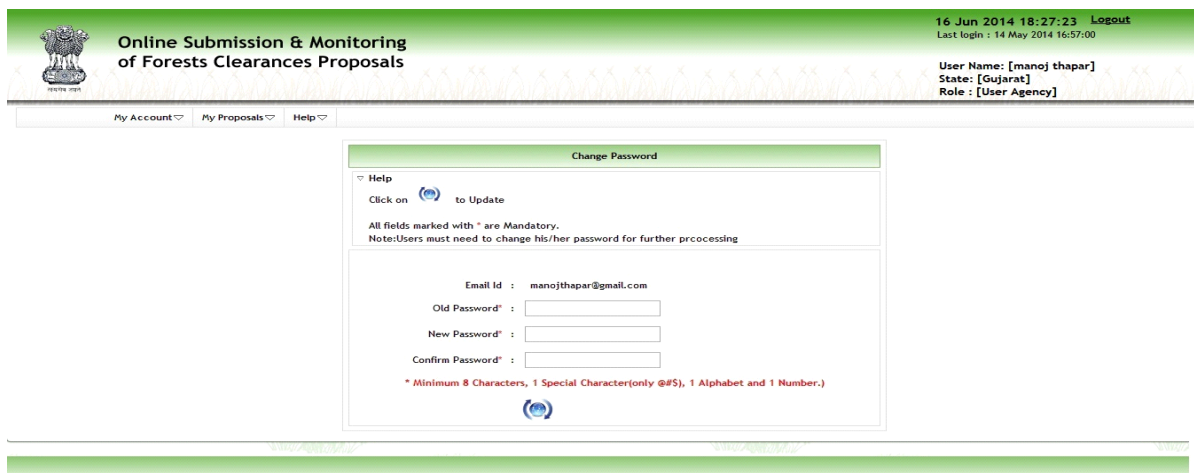 16 Jun 2014 18:27:23 Logout
Last login : 14 May 2014 16:57:00
Online Submission & Monitoring
of Forests Clearances Proposals
User Name: [manoj thapar]
State: [Gujarat]
Role : [User Agency]
सत्यमेव जयते
My Account My Proposals Help
Change Password
Help
Click on to Update
All fields marked with * are Mandatory.
Note:Users must need to change his/her password for further prcocessing
Email Id : manojthapar@gmail.com
Old Password* :
New Password* :
Confirm Password* :
* Minimum 8 Characters, 1 Special Character(only @#$), 1 Alphabet and 1 Number.)